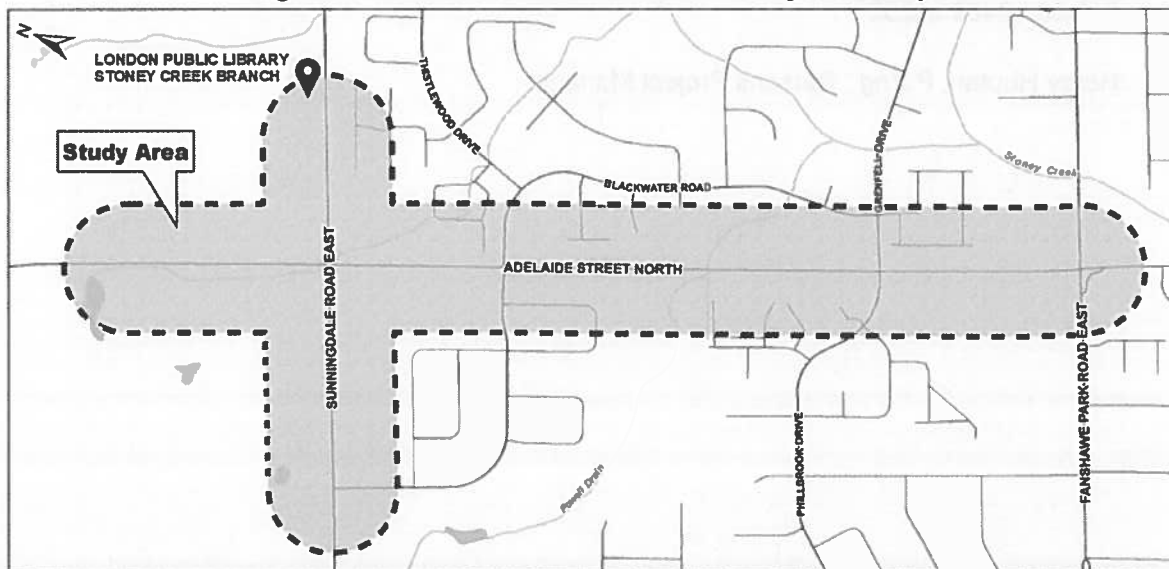 N
LONDON PUBLIC LIBRARY
STONEY CREEK BRANCH
Study Area
THISTLEWOOD DRIVE
BLACKWATER ROAD
GRENFELL DRIVE
Stoney Creek
ADELAIDE STREET NORTH
SUNNINGDALE ROAD EAST
FANSHAWE PARK ROAD EAST
PHILLBROOK DRIVE
Powell Drain